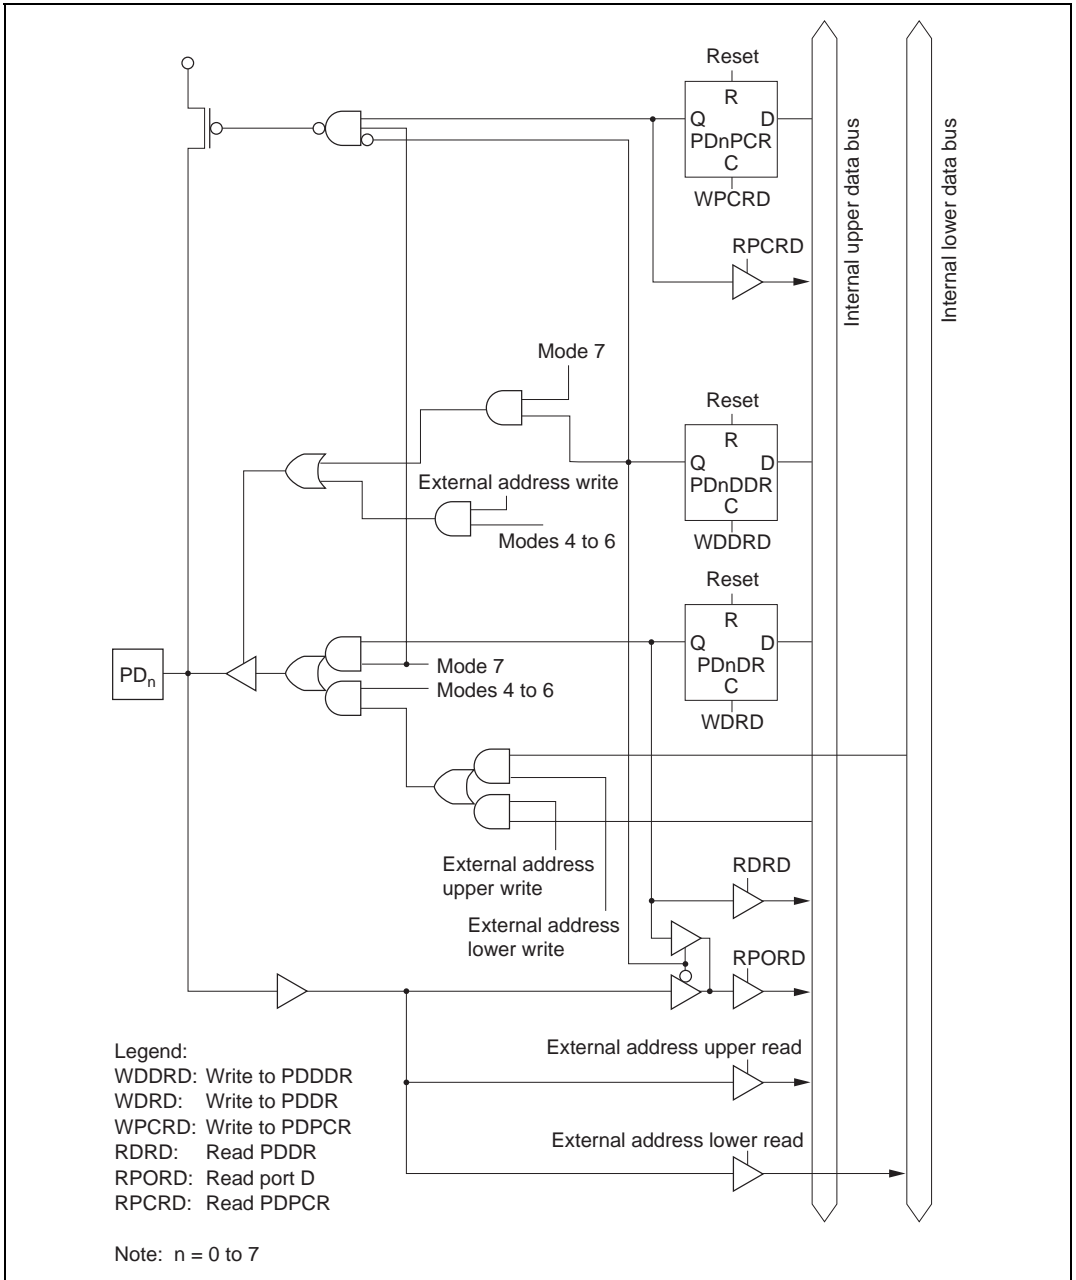 Reset
R
Q D
PDnPCR
C
WPCRD
RPCRD
Internal upper data bus
Internal lower data bus
Mode 7
Reset
R
Q D
PDnDDR
C
WDDRD
External address write
Modes 4 to 6
Reset
R
Q D
PDnDR
C
WDRD
PDn
Mode 7
Modes 4 to 6
External address
upper write
External address
lower write
RDRD
RPORD
External address upper read
External address lower read
Legend:
WDDRD: Write to PDDDR
WDRD: Write to PDDR
WPCRD: Write to PDPCR
RDRD: Read PDDR
RPORD: Read port D
RPCRD: Read PDPCR
Note: n = 0 to 7